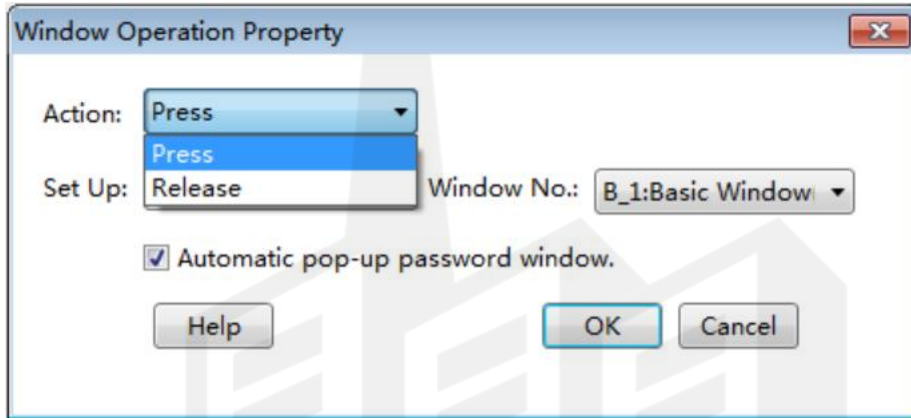 Window Operation Property
Action: Press
Press
Set Up: Release Window No.: B_1:Basic Window
Automatic pop-up password window.
Help OK Cancel